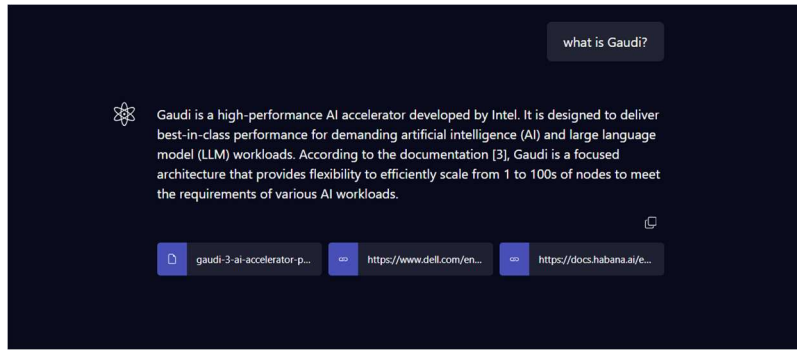 what is Gaudi?
Gaudi is a high-performance AI accelerator developed by Intel. It is designed to deliver
best-in-class performance for demanding artificial intelligence (AI) and large language
model (LLM) workloads. According to the documentation [3], Gaudi is a focused
architecture that provides flexibility to efficiently scale from 1 to 100s of nodes to meet
the requirements of various AI workloads.
gaudi-3-ai-accelerator-p... https://www.dell.com/en... https://docs.habana.ai/e...